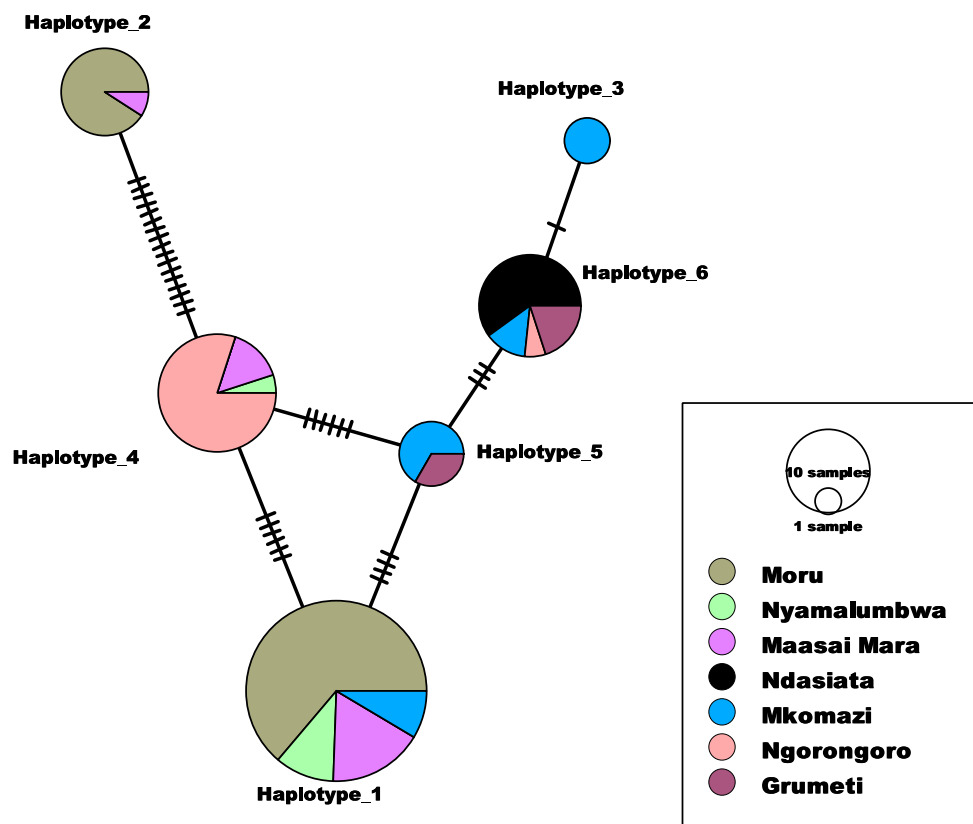 Haplotype_2
Haplotype_3
Haplotype_6
Haplotype_5
Haplotype_4
Haplotype_1
10 samples
1 sample
Moru
Nyamalumbwa
Maasai Mara
Ndasiata
Mkomazi
Ngorongoro
Grumeti